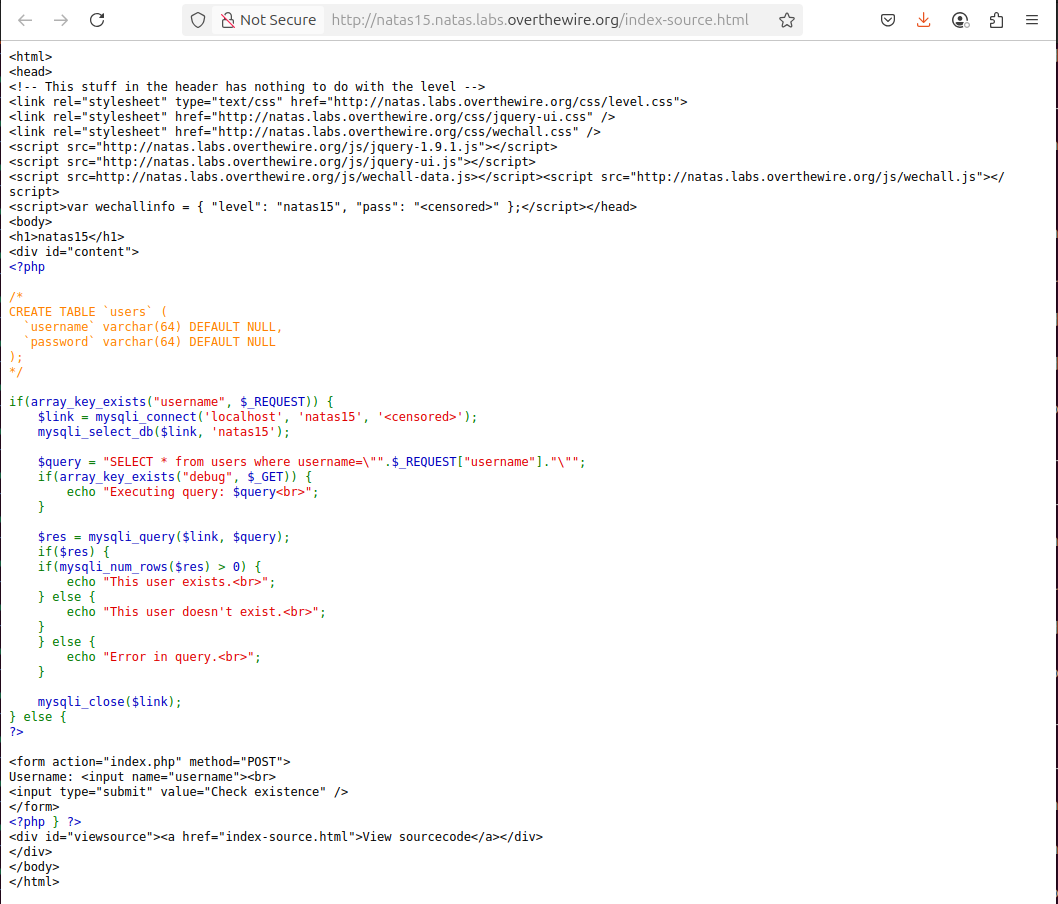 Not Secure http://natas15.natas.labs.overthewire.org/index-source.html
<html>
<head>
<!-- This stuff in the header has nothing to do with the level -->
<link rel="stylesheet" type="text/css" href="http://natas.labs.overthewire.org/css/level.css">
<link rel="stylesheet" href="http://natas.labs.overthewire.org/css/jquery-ui.css" />
<link rel="stylesheet" href="http://natas.labs.overthewire.org/css/wechall.css" />
<script src="http://natas.labs.overthewire.org/js/jquery-1.9.1.js"></script>
<script src="http://natas.labs.overthewire.org/js/jquery-ui.js"></script>
<script src=http://natas.labs.overthewire.org/js/wechall-data.js></script><script src="http://natas.labs.overthewire.org/js/wechall.js"></
script>
<script>var wechallinfo = { "level": "natas15", "pass": "<censored>" };</script></head>
<body>
<h1>natas15</h1>
<div id="content">
<?php

/*
CREATE TABLE `users` (
  `username` varchar(64) DEFAULT NULL,
  `password` varchar(64) DEFAULT NULL
);
*/

if(array_key_exists("username", $_REQUEST)) {
    $link = mysqli_connect('localhost', 'natas15', '<censored>');
    mysqli_select_db($link, 'natas15');

    $query = "SELECT * from users where username=\"".$_REQUEST["username"]."\"";
    if(array_key_exists("debug", $_GET)) {
        echo "Executing query: $query<br>";
    }

    $res = mysqli_query($link, $query);
    if($res) {
    if(mysqli_num_rows($res) > 0) {
        echo "This user exists.<br>";
    } else {
        echo "This user doesn't exist.<br>";
    }
    } else {
        echo "Error in query.<br>";
    }

    mysqli_close($link);
} else {
?>

<form action="index.php" method="POST">
Username: <input name="username"><br>
<input type="submit" value="Check existence" />
</form>
<?php } ?>
<div id="viewsource"><a href="index-source.html">View sourcecode</a></div>
</div>
</body>
</html>